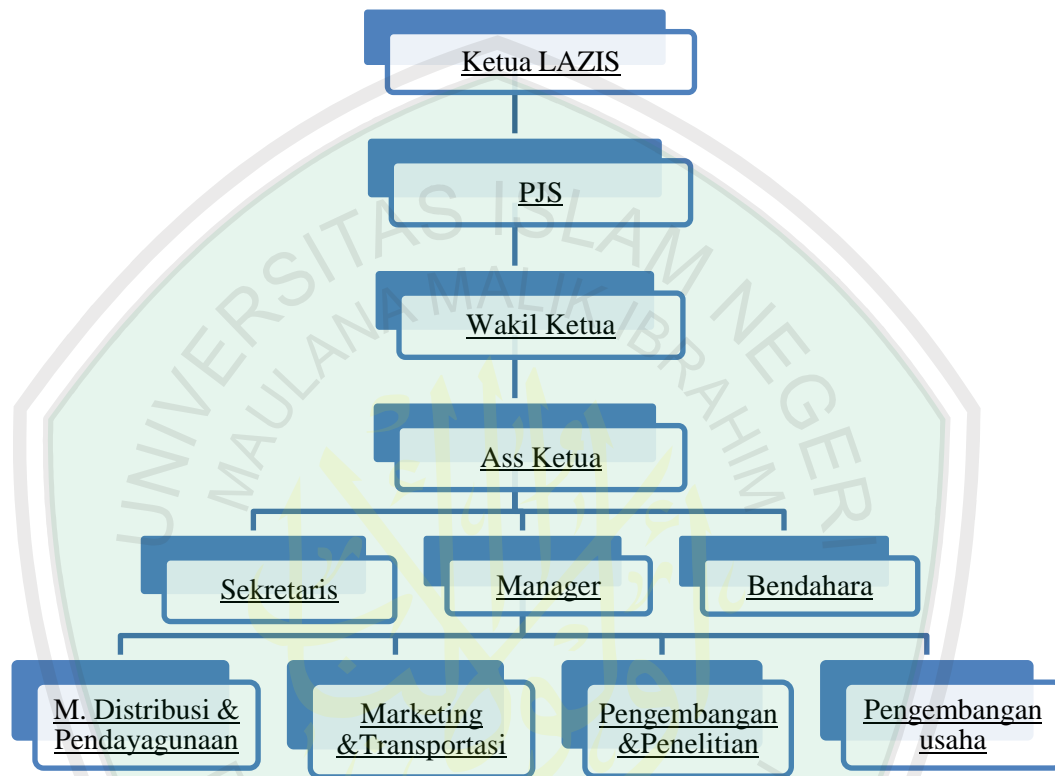 Ketua LAZIS
PJS
UNIVERSITAS ISLAM NEGERI
MAULANA MALIK IBRAHIM
Wakil Ketua
Ass Ketua
Sekretaris
Manager
Bendahara
M. Distribusi &
Pendayagunaan
Marketing
&Transportasi
Pengembangan
&Penelitian
Pengembangan
usaha